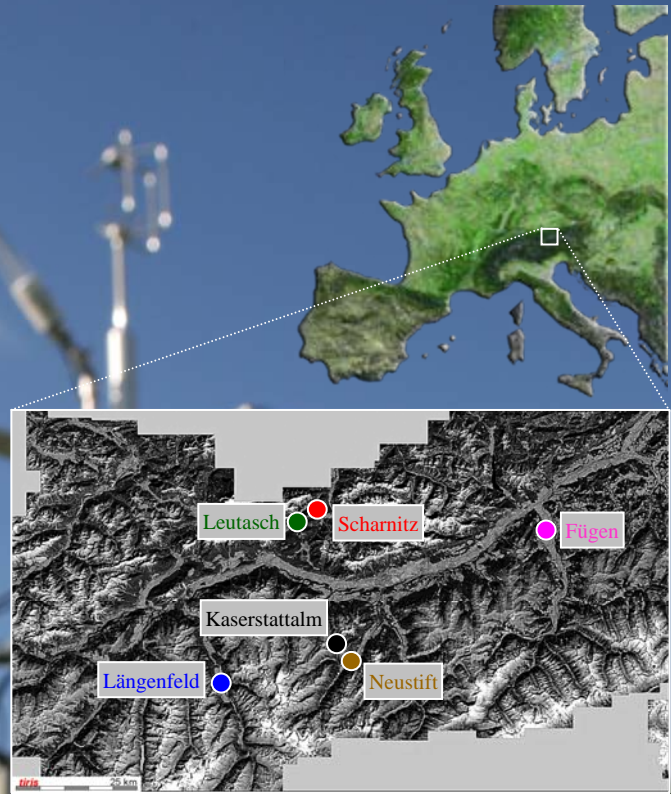 Leutasch
Scharnitz
Fügen
Kaserstattalm
Längenfeld
Neustift
tiris
25 km